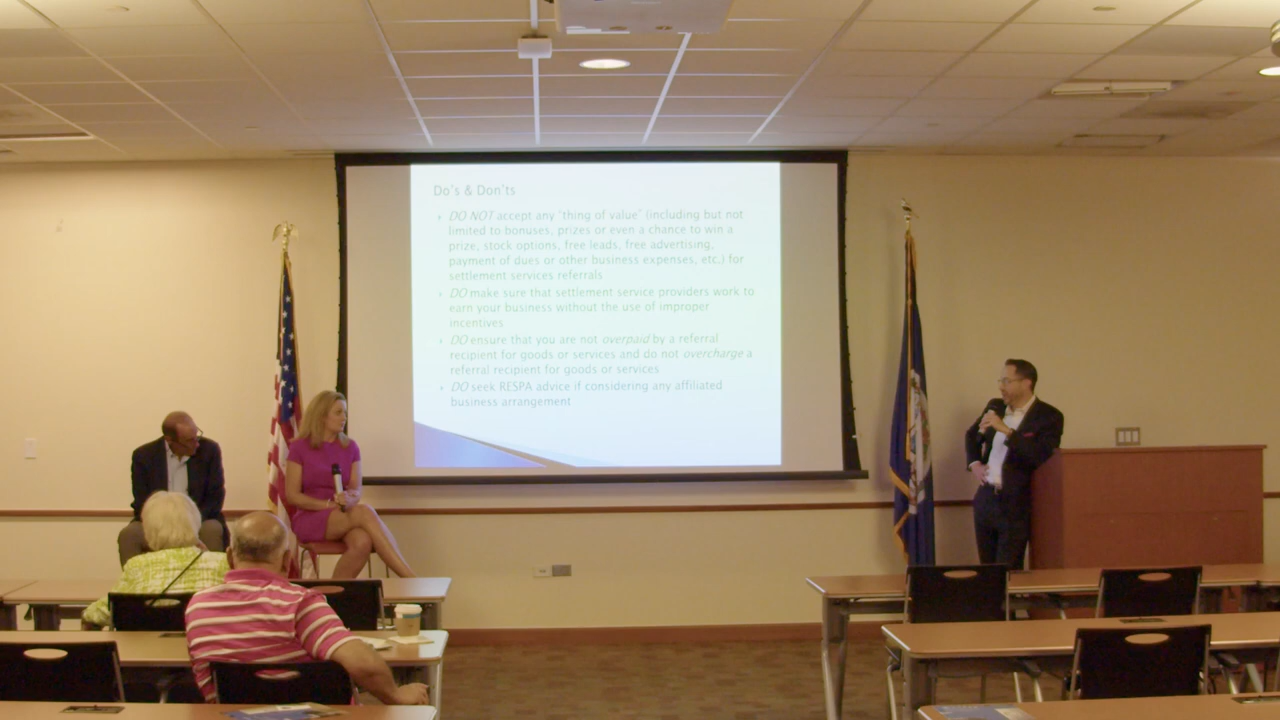 Do's & Don'ts
DO NOT accept any "thing of value" (including but not
limited to bonuses, prizes or even a chance to win a
prize, stock options, free leads, free advertising,
payment of dues or other business expenses, etc.) for
settlement services referrals
DO make sure that settlement service providers work to
earn your business without the use of improper
incentives
DO ensure that you are not overpaid by a referral
recipient for goods or services and do not overcharge a
referral recipient for goods or services
DO seek RESPA advice if considering any affiliated
business arrangement